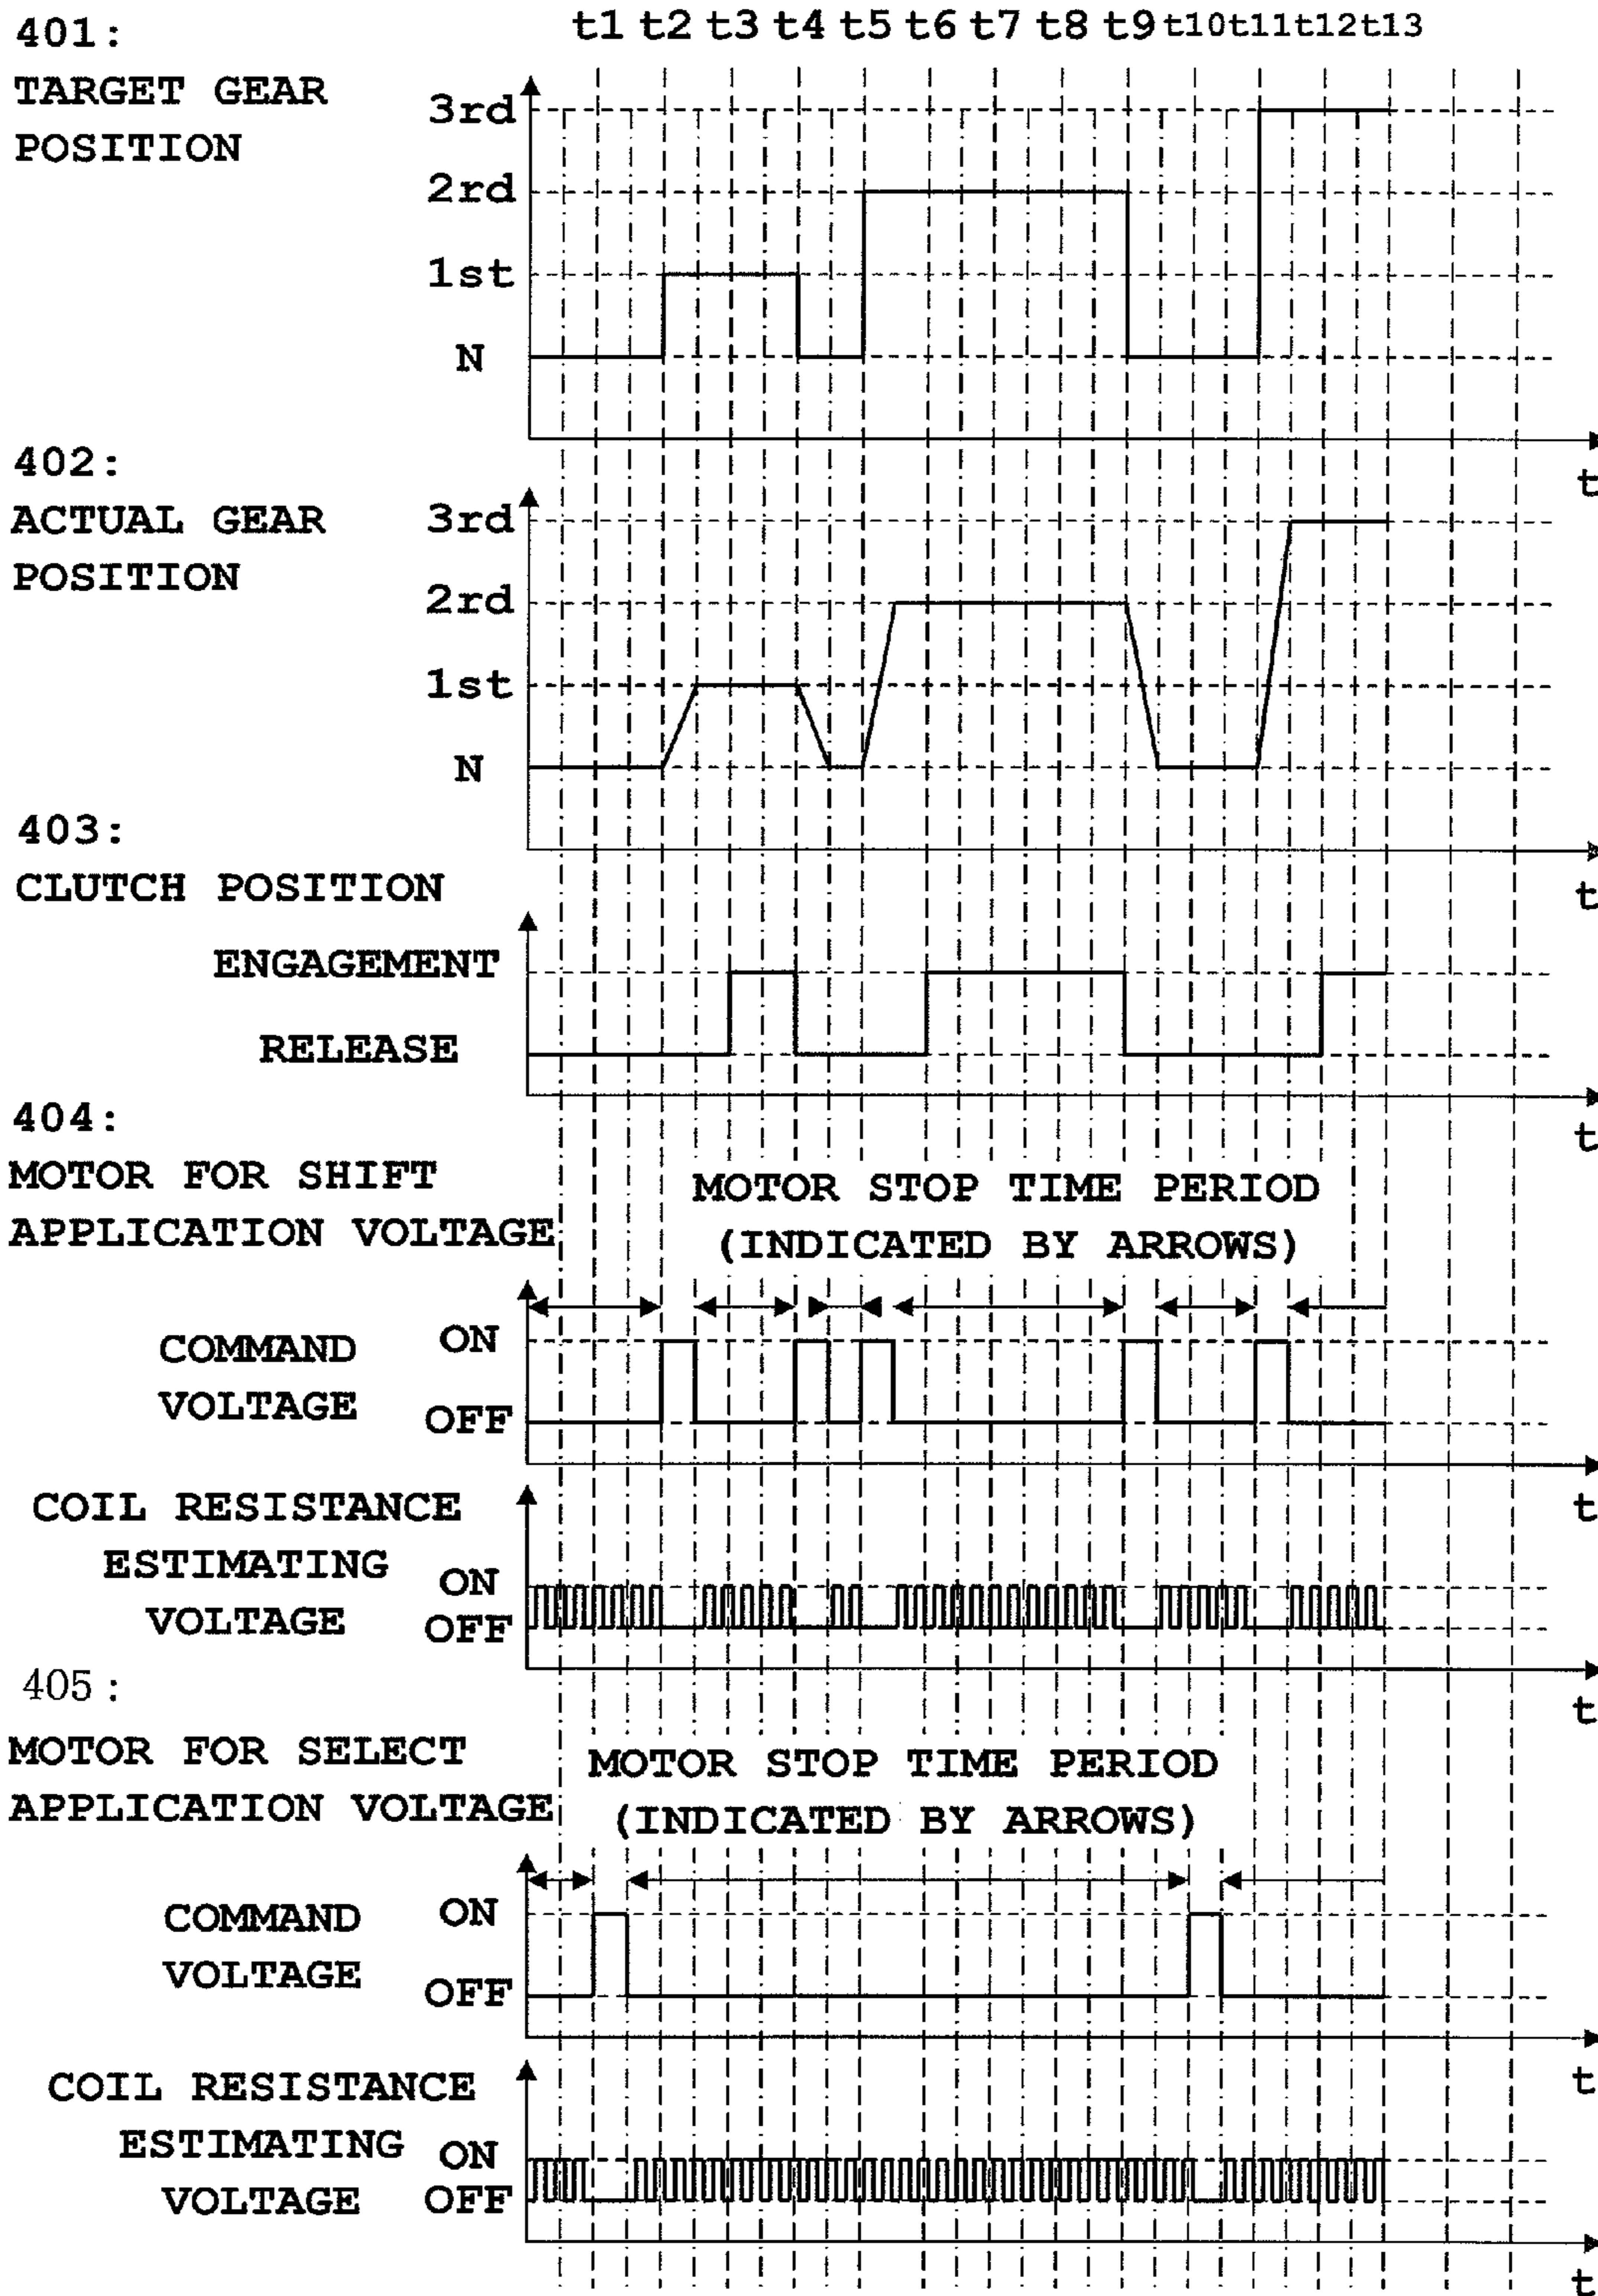 t1 t2 t3 t4 t5 t6 t7 t8 t9 t10 t11 t12 t13
401:
TARGET GEAR
POSITION
3rd
2rd
1st
N
t
402:
ACTUAL GEAR
POSITION
3rd
2rd
1st
N
t
403:
CLUTCH POSITION
ENGAGEMENT
RELEASE
t
404:
MOTOR FOR SHIFT
APPLICATION VOLTAGE
MOTOR STOP TIME PERIOD
(INDICATED BY ARROWS)
COMMAND
VOLTAGE
ON
OFF
t
COIL RESISTANCE
ESTIMATING
VOLTAGE
ON
OFF
t
405:
MOTOR FOR SELECT
APPLICATION VOLTAGE
MOTOR STOP TIME PERIOD
(INDICATED BY ARROWS)
COMMAND
VOLTAGE
ON
OFF
t
COIL RESISTANCE
ESTIMATING
VOLTAGE
ON
OFF
t